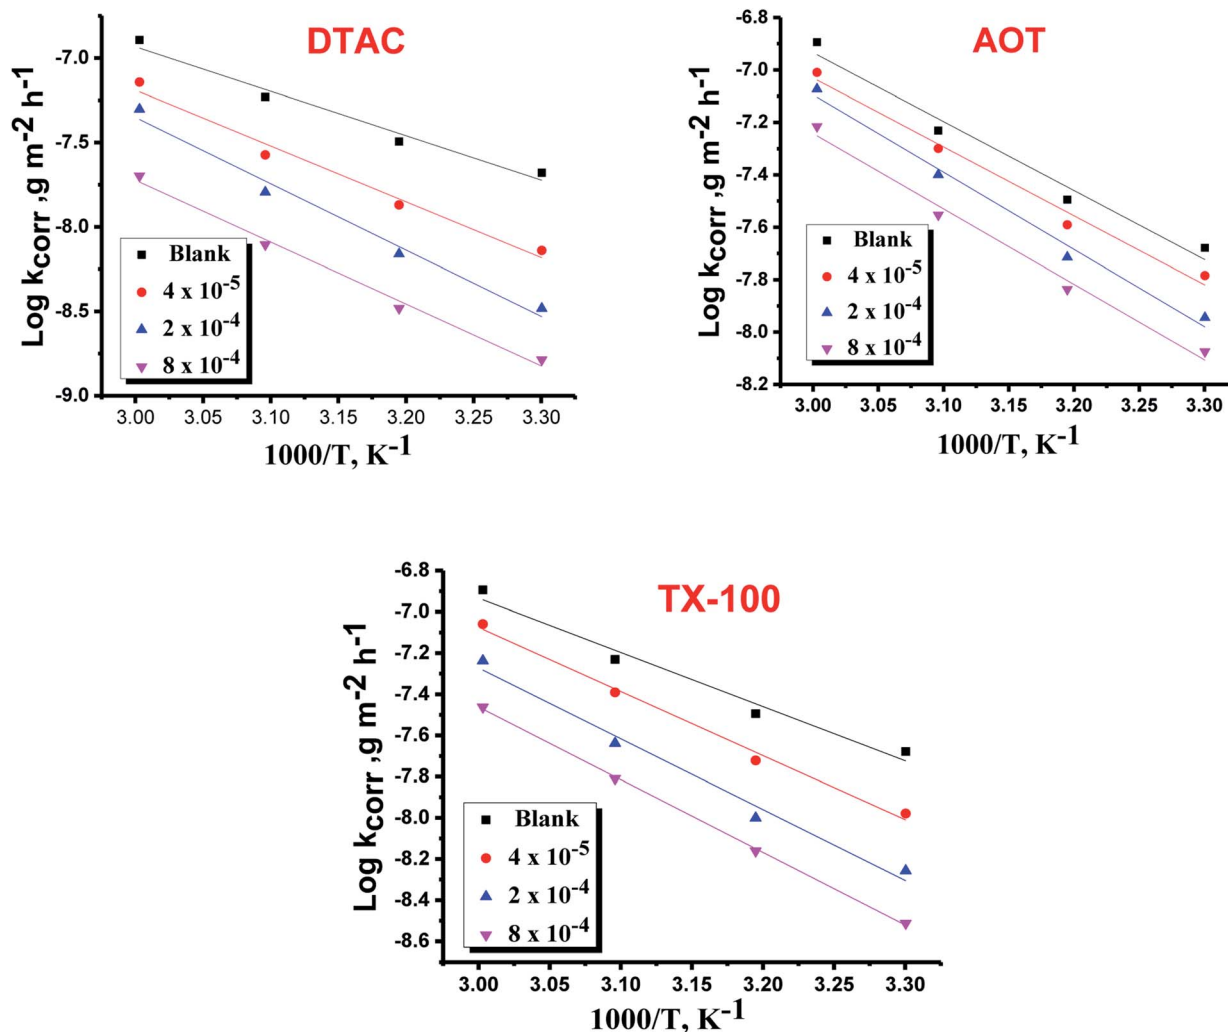 DTAC
Log kcorr ,g m-2 h-1
-7.0
-7.5
-8.0
-8.5
-9.0
Blank
4 x 10-5
2 x 10-4
8 x 10-4
3.00 3.05 3.10 3.15 3.20 3.25 3.30
1000/T, K-1
AOT
Log kcorr ,g m-2 h-1
-6.8
-7.0
-7.2
-7.4
-7.6
-7.8
-8.0
-8.2
Blank
4 x 10-5
2 x 10-4
8 x 10-4
3.00 3.05 3.10 3.15 3.20 3.25 3.30
1000/T, K-1
TX-100
Log kcorr ,g m-2 h-1
-6.8
-7.0
-7.2
-7.4
-7.6
-7.8
-8.0
-8.2
-8.4
-8.6
Blank
4 x 10-5
2 x 10-4
8 x 10-4
3.00 3.05 3.10 3.15 3.20 3.25 3.30
1000/T, K-1